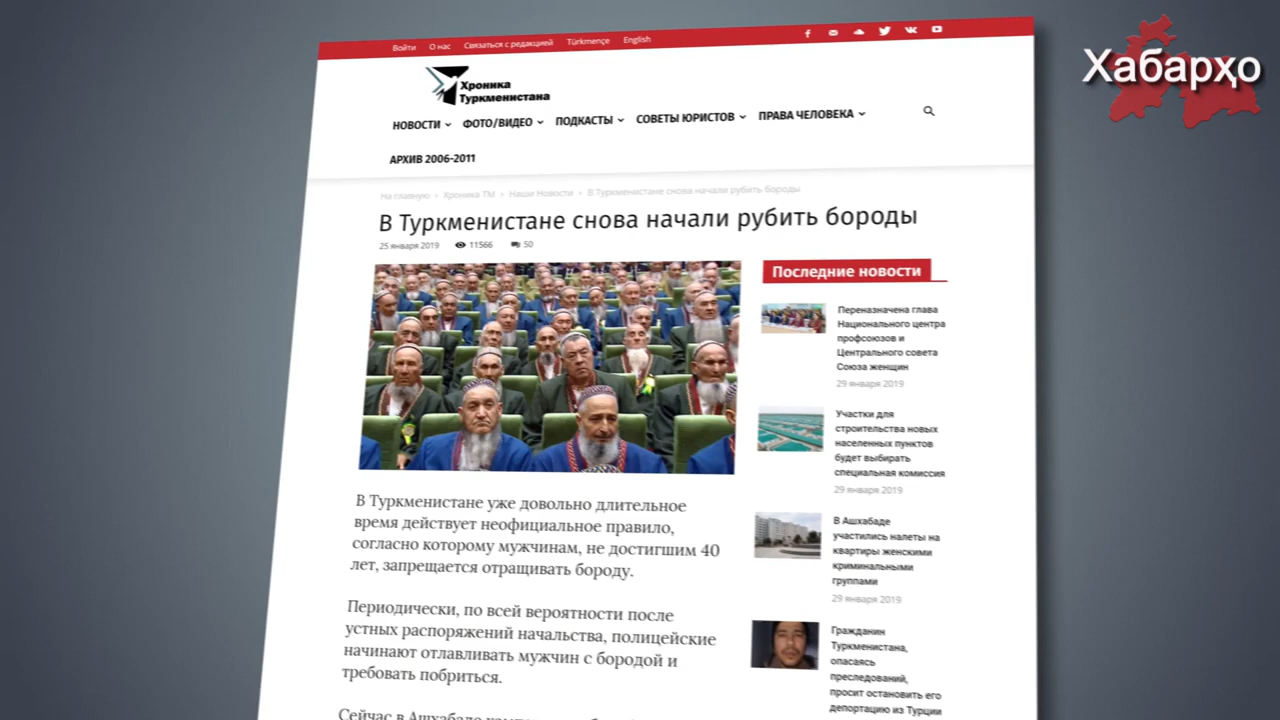 Войти О нас Связаться с редакцией Türkmençe English
Хабарҳо
Хроника
Туркменистана
НОВОСТИ ФОТО/ВИДЕО ПОДКАСТЫ СОВЕТЫ ЮРИСТОВ ПРАВА ЧЕЛОВЕКА
АРХИВ 2006-2011
На главную › Хроника ТМ › Наши Новости › В Туркменистане снова начали рубить бороды
В Туркменистане снова начали рубить бороды
25 января 2019 11566 50
В Туркменистане уже довольно длительное
время действует неофициальное правило,
согласно которому мужчинам, не достигшим 40
лет, запрещается отращивать бороду.
Периодически, по всей вероятности после
устных распоряжений начальства, полицейские
начинают отлавливать мужчин с бородой и
требовать побриться.
Сейчас в Ашхабаде
Последние новости
Переназначена глава
Национального центра
профсоюзов и
Центрального совета
Союза женщин
29 января 2019
Участки для
строительства новых
населенных пунктов
будет выбирать
специальная комиссия
29 января 2019
В Ашхабаде
участились налеты на
квартиры женскими
криминальными
группами
29 января 2019
Гражданин
Туркменистана,
опасаясь
преследований,
просит остановить его
депортацию из Турции